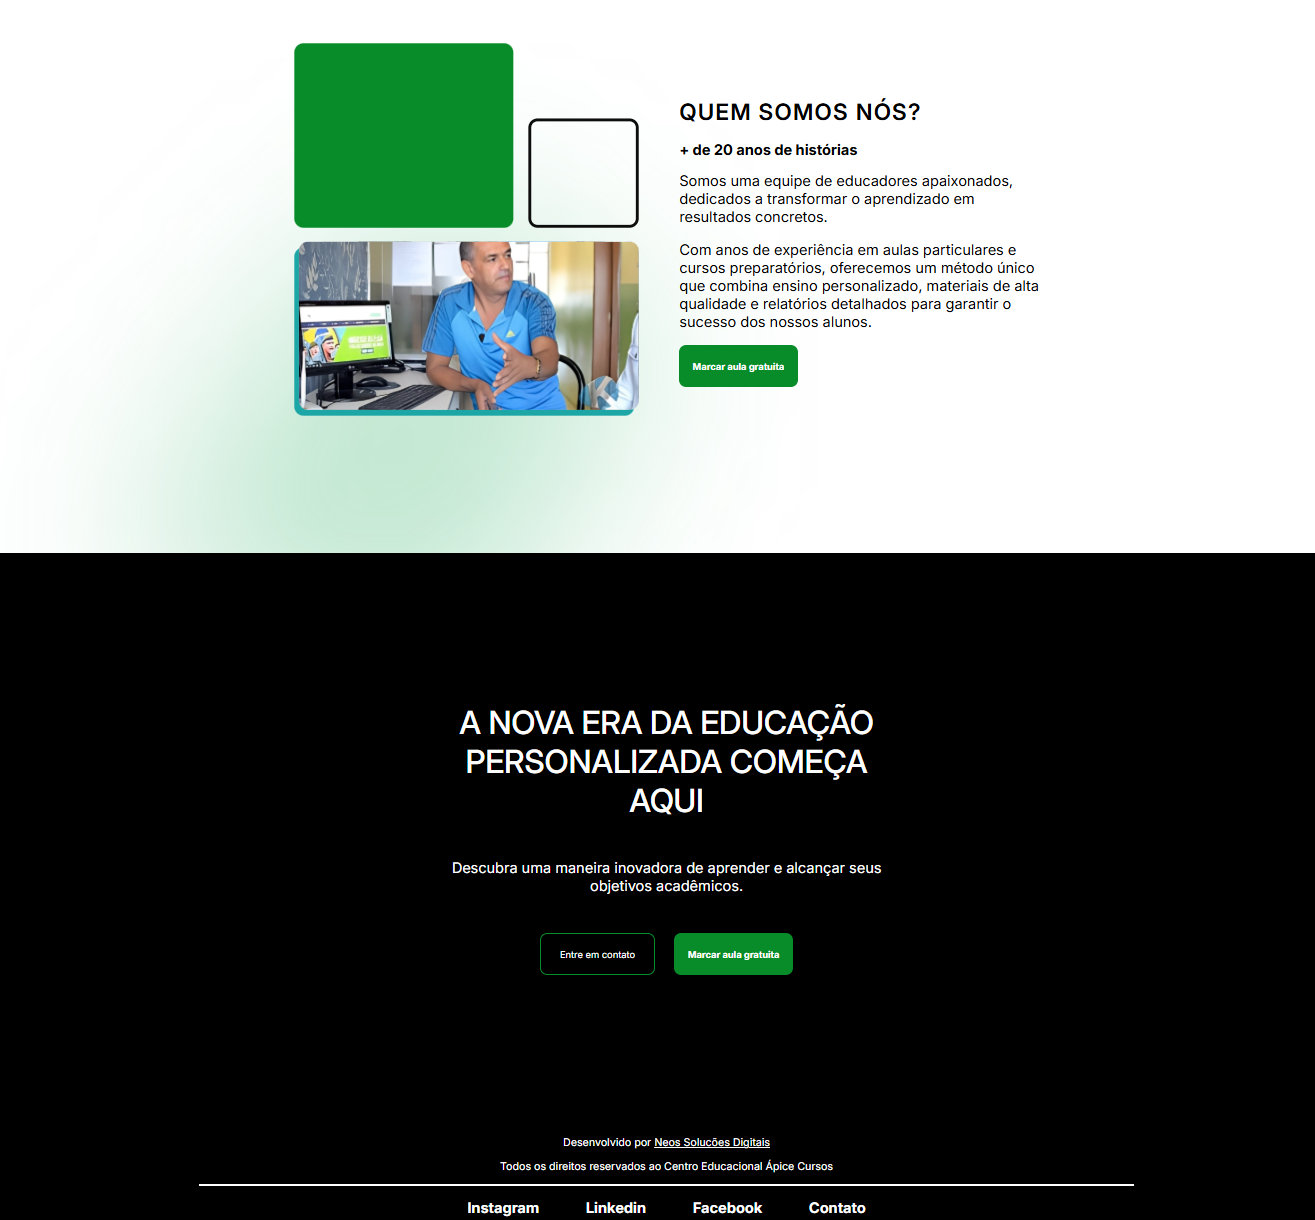 QUEM SOMOS NÓS?
+ de 20 anos de histórias
Somos uma equipe de educadores apaixonados,
dedicados a transformar o aprendizado em
resultados concretos.
Com anos de experiência em aulas particulares e
cursos preparatórios, oferecemos um método único
que combina ensino personalizado, materiais de alta
qualidade e relatórios detalhados para garantir o
sucesso dos nossos alunos.
Marcar aula gratuita
A NOVA ERA DA EDUCAÇÃO
PERSONALIZADA COMEÇA
AQUI
Descubra uma maneira inovadora de aprender e alcançar seus
objetivos acadêmicos.
Entre em contato Marcar aula gratuita
Desenvolvido por Neos Soluções Digitais
Todos os direitos reservados ao Centro Educacional Ápice Cursos
Instagram Linkedin Facebook Contato